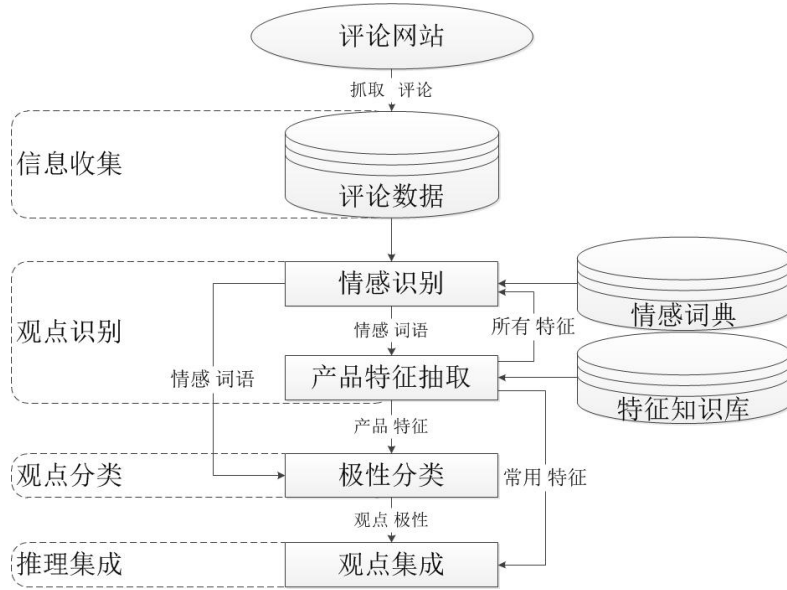 评论网站
抓取 评论
信息收集
评论数据
情感识别
情感词典
情感 词语
所有 特征
观点识别
情感 词语
产品特征抽取
特征知识库
产品 特征
观点分类
极性分类
常用 特征
观点 极性
推理集成
观点集成